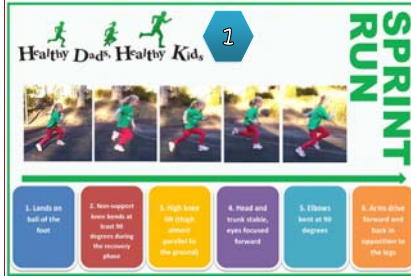 Healthy Dads, Healthy Kids
1
SPRINT
RUN
1. Lands on
ball of the
foot
2. Non-support
knee bends at
least 90
degrees during
the recovery
phase
3. High knee
lift (thigh
almost
parallel to
the ground)
4. Head and
trunk stable,
eyes focused
forward
5. Elbows
bent at 90
degrees
6. Arms drive
forward and
back in
opposition to
the legs